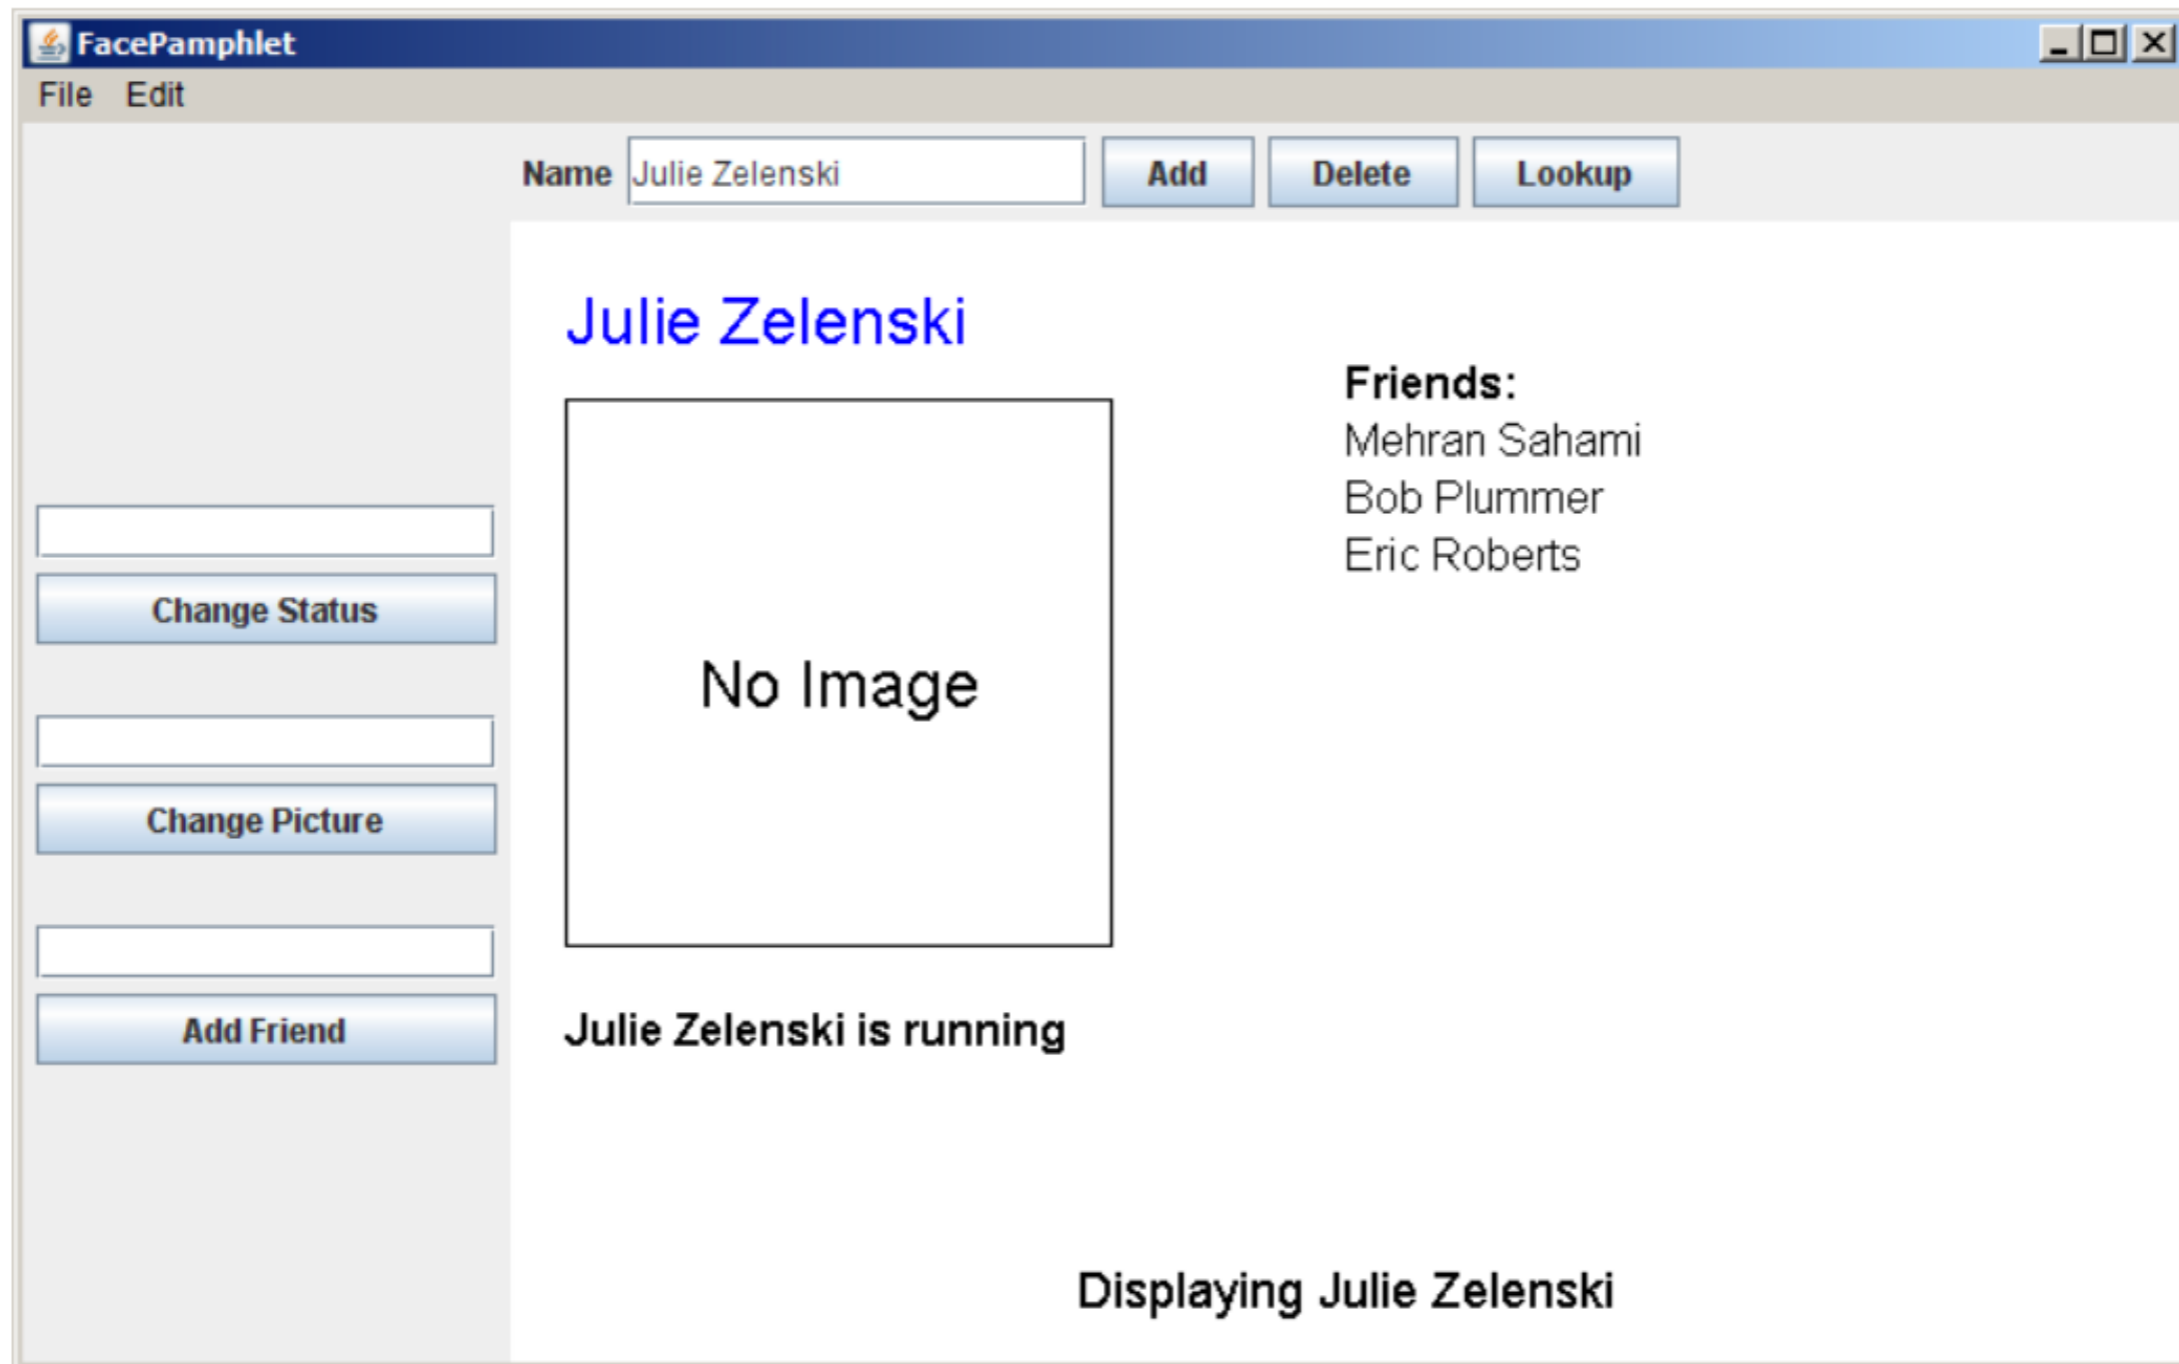 FacePamphlet
File Edit
Name Julie Zelenski Add Delete Lookup
Julie Zelenski
Friends:
Mehran Sahami
Bob Plummer
Eric Roberts
Change Status
No Image
Change Picture
Add Friend
Julie Zelenski is running
Displaying Julie Zelenski